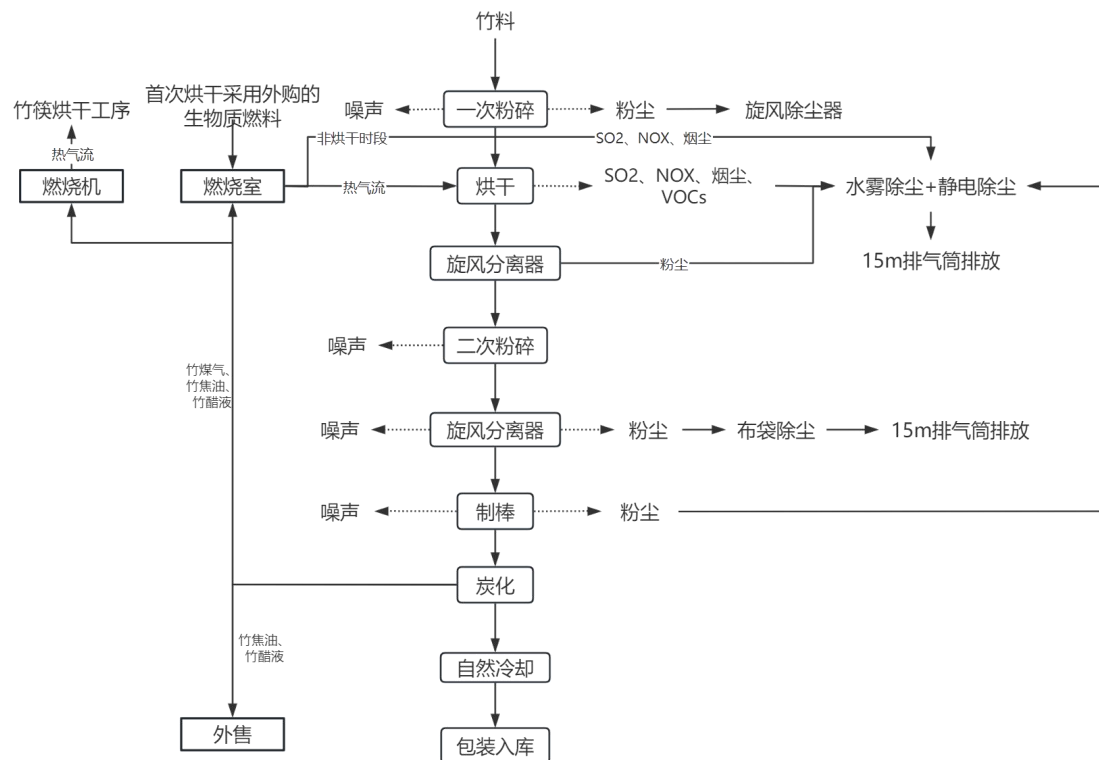 竹料
竹筷烘干工序
首次烘干采用外购的
生物质燃料
噪声
一次粉碎
粉尘
旋风除尘器
非烘干时段
SO2、NOX、烟尘
热气流
燃烧机
燃烧室
热气流
烘干
SO2、NOX、烟尘、
VOCs
水雾除尘+静电除尘
旋风分离器
粉尘
15m排气筒排放
噪声
二次粉碎
竹煤气、
竹焦油、
竹醋液
噪声
旋风分离器
粉尘
布袋除尘
15m排气筒排放
噪声
制棒
粉尘
炭化
竹焦油、
竹醋液
自然冷却
外售
包装入库